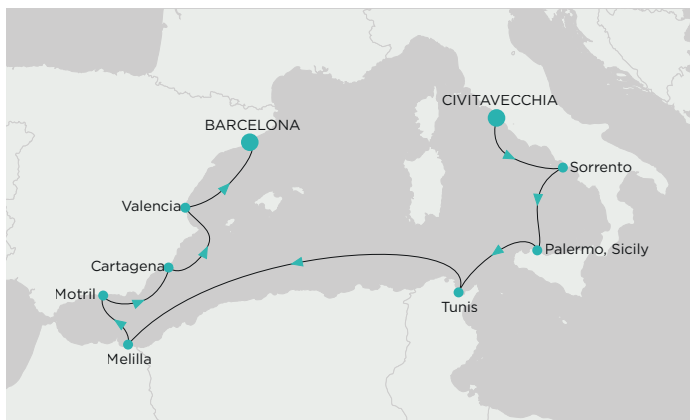 CIVITAVECCHIA
BARCELONA
Sorrento
Valencia
Palermo, Sicily
Cartagena
Motril
Tunis
Melilla